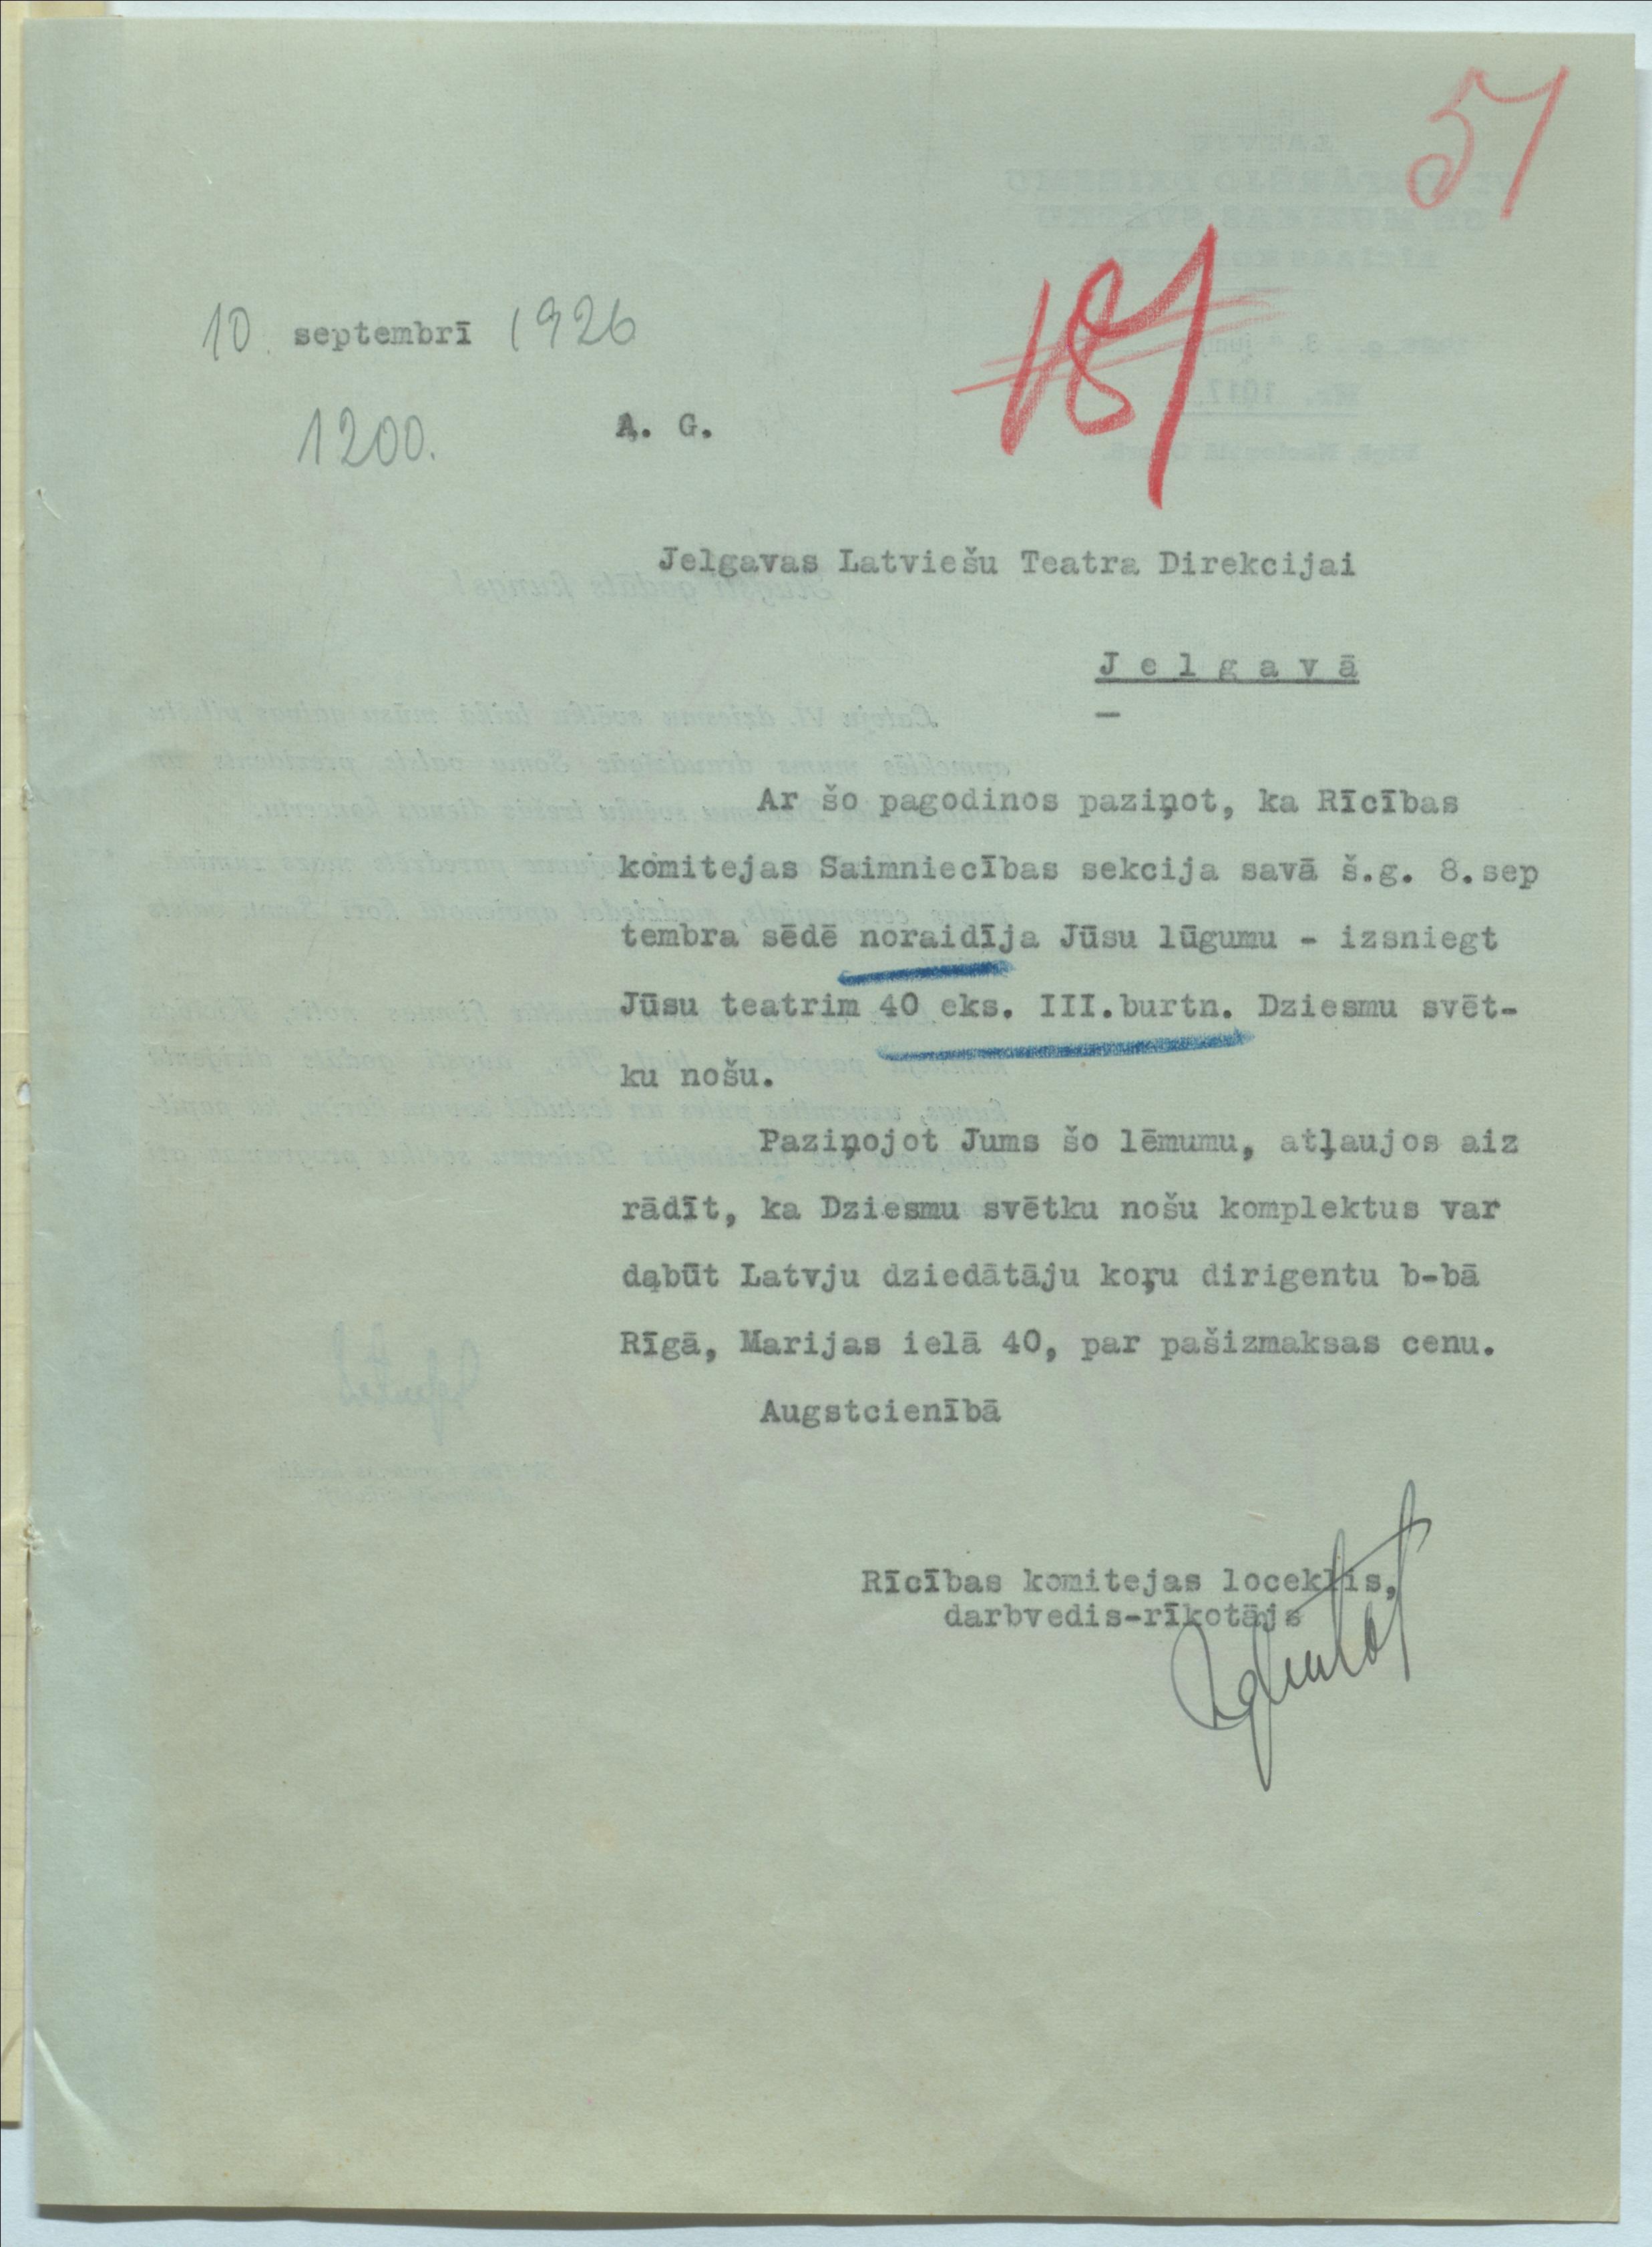 51
187
10. septembrī 1926
1200.
A. G.
Jelgavas Latviešu Teatra Direkcijai
Jelgavā
Ar šo pagodinos paziņot, ka Rīcības
komitejas Saimniecības sekcija savā š.g. 8.sep
tembra sēdē noraidīja Jūsu lūgumu - izsniegt
Jūsu teatrim 40 eks. III.burtn. Dziesmu svēt-
ku nošu.
Paziņojot Jums šo lēmumu, atļaujos aiz
rādīt, ka Dziesmu svētku nošu komplektus var
dabūt Latvju dziedātāju koŗu dirigentu b-bā
Rīgā, Marijas ielā 40, par pašizmaksas cenu.
Augstcienībā
Rīcības komitejas loceklis,
darbvedis-rīkotājs